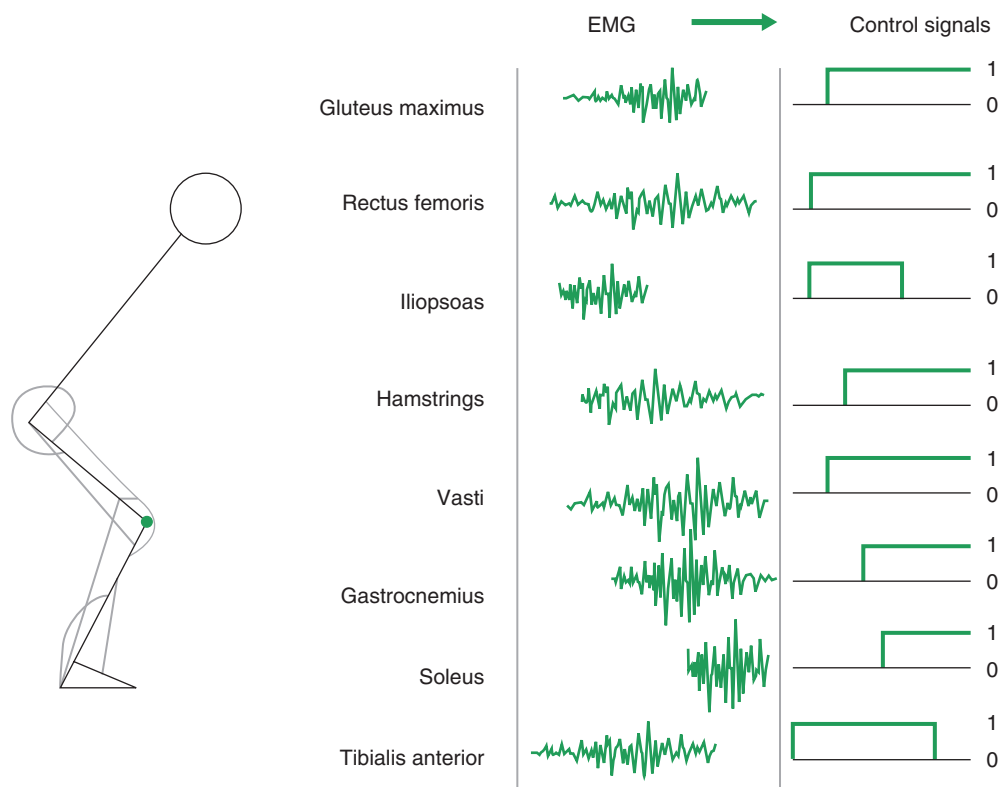 EMG Control signals
Gluteus maximus 1
0
Rectus femoris 1
0
Iliopsoas 1
0
Hamstrings 1
0
Vasti 1
0
Gastrocnemius 1
0
Soleus 1
0
Tibialis anterior 1
0